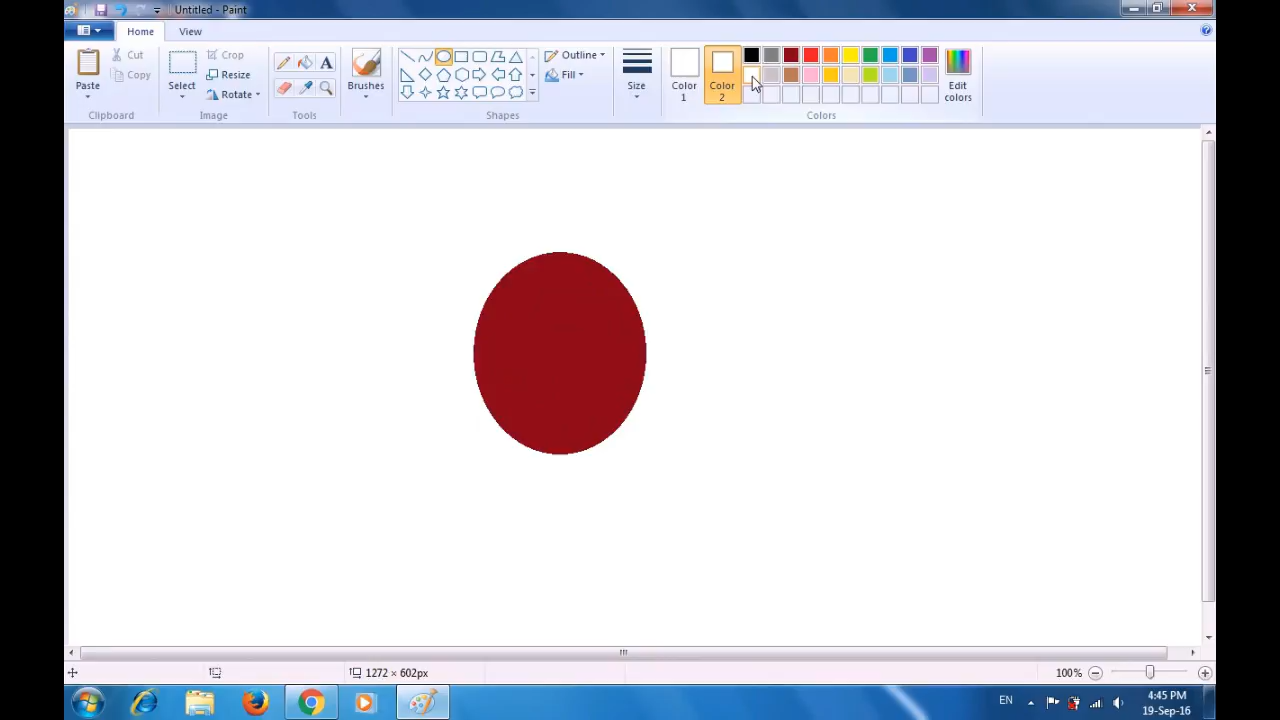 Untitled - Paint
Home View
Paste
Cut
Copy
Clipboard
Select
Crop
Resize
Rotate
Image
A
Tools
Brushes
Outline
Fill
Shapes
Size
Color 1
Color 2
Edit colors
Colors
1272 × 602px
100%
EN
4:45 PM
19-Sep-16